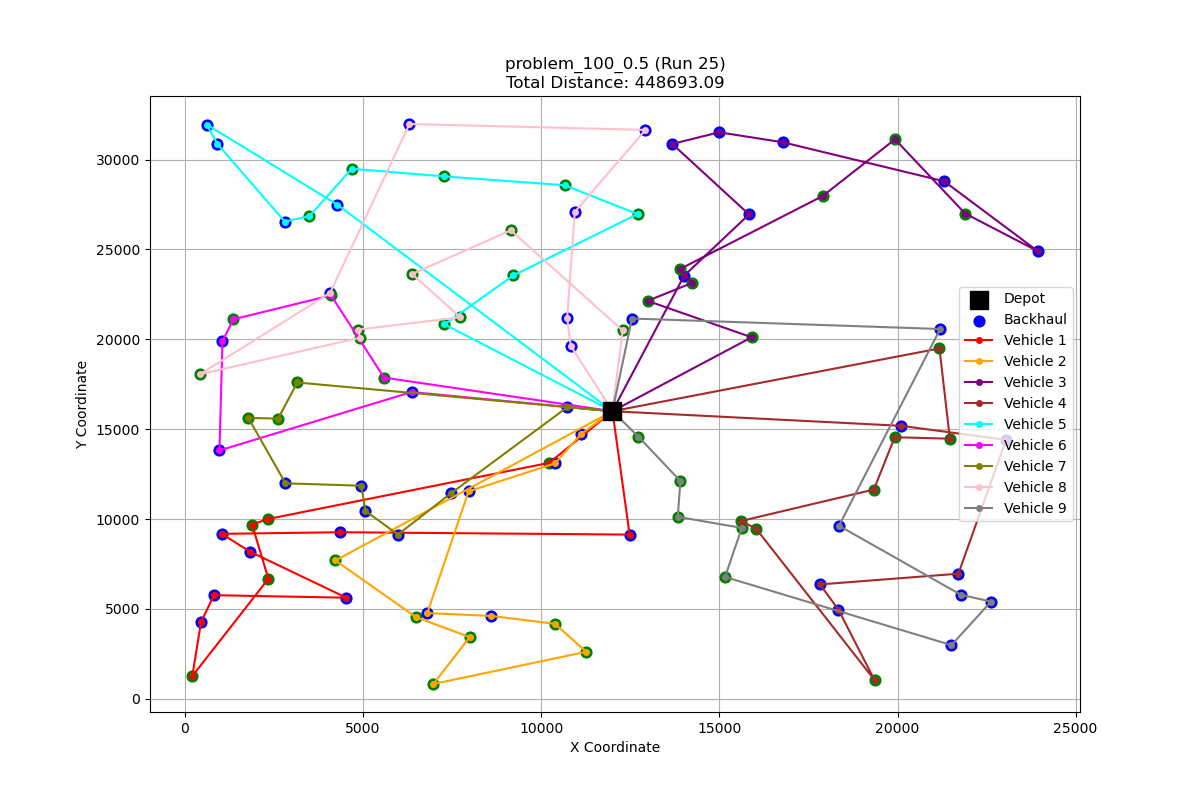 problem_100_0.5 (Run 25)
Total Distance: 448693.09
Y Coordinate
30000
25000
20000
15000
10000
5000
0
Depot
Backhaul
Vehicle 1
Vehicle 2
Vehicle 3
Vehicle 4
Vehicle 5
Vehicle 6
Vehicle 7
Vehicle 8
Vehicle 9
0
5000
10000
15000
20000
25000
X Coordinate